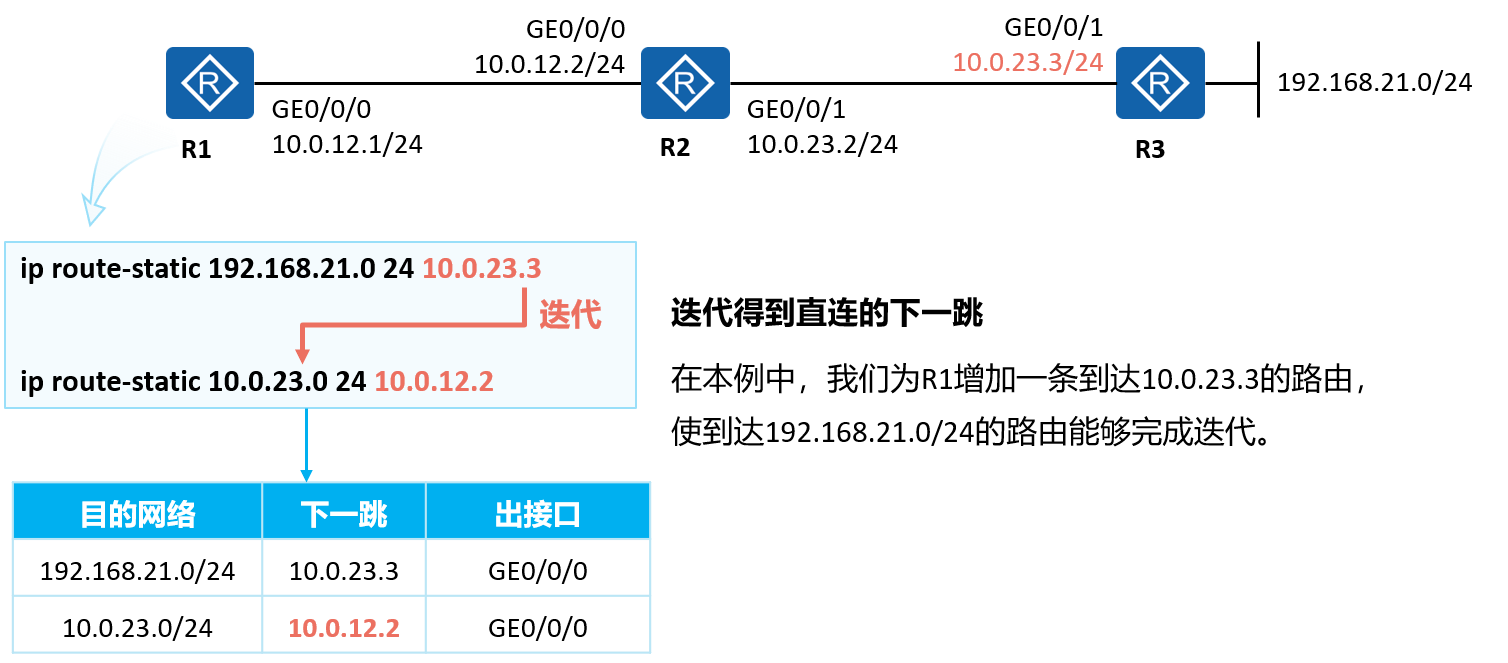 GE0/0/0
10.0.12.2/24
GE0/0/1
10.0.23.3/24
R
R
R
192.168.21.0/24
GE0/0/0
10.0.12.1/24
GE0/0/1
10.0.23.2/24
R1
R2
R3
ip route-static 192.168.21.0 24 10.0.23.3
迭代
ip route-static 10.0.23.0 24 10.0.12.2
迭代得到直连的下一跳
在本例中，我们为R1增加一条到达10.0.23.3的路由，
使到达192.168.21.0/24的路由能够完成迭代。
目的网络 下一跳 出接口
192.168.21.0/24 10.0.23.3 GE0/0/0
10.0.23.0/24 10.0.12.2 GE0/0/0